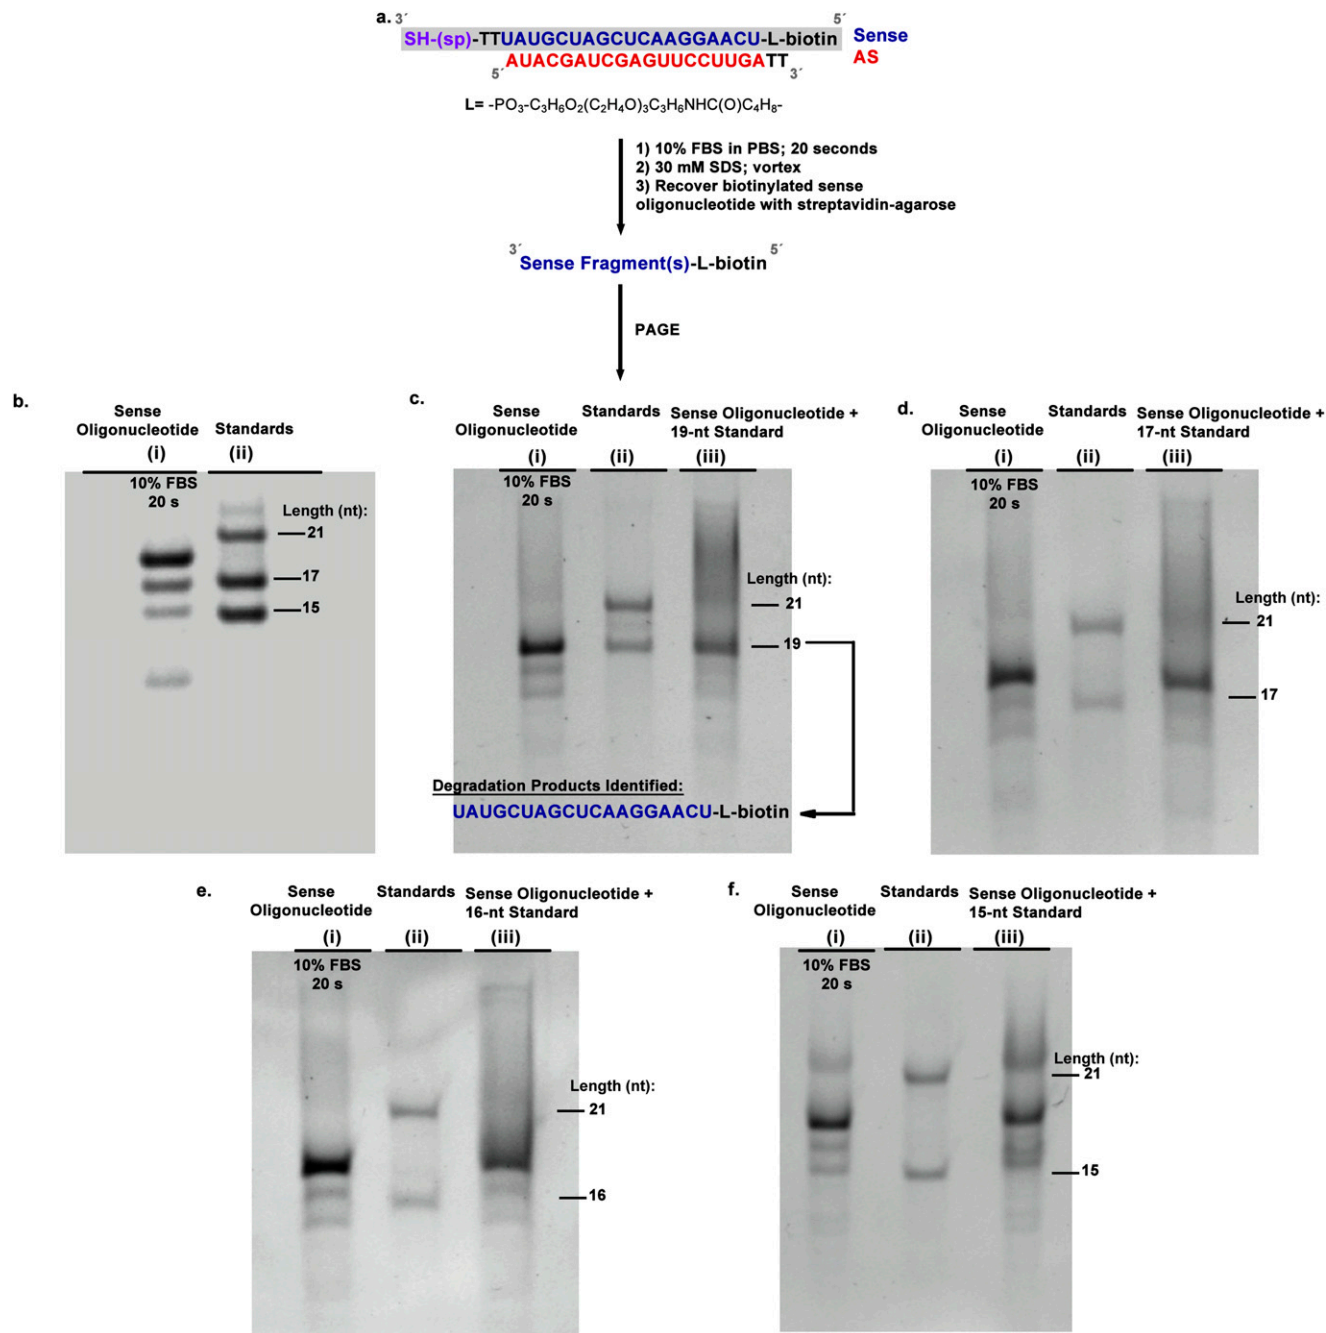 a.
3´ 5´
SH-(sp)-TTUAUGCUAGCUCAAGGAACU-L-biotin Sense
AUACGAUCGAGUUCCUUGATT AS
5´ 3´
L= -PO₃-C₃H₆O₂(C₂H₄O)₃C₃H₆NHC(O)C₄H₈-
1) 10% FBS in PBS; 20 seconds
2) 30 mM SDS; vortex
3) Recover biotinylated sense
oligonucleotide with streptavidin-agarose
3´ 5´
Sense Fragment(s)-L-biotin
PAGE
b.
Sense
Oligonucleotide Standards
(i) (ii)
10% FBS
20 s
Length (nt):
21
17
15
c.
Sense
Oligonucleotide Standards Sense Oligonucleotide +
19-nt Standard
(i) (ii) (iii)
10% FBS
20 s
Length (nt):
21
19
Degradation Products Identified:
UAUGCUAGCUCAAGGAACU-L-biotin
d.
Sense
Oligonucleotide Standards Sense Oligonucleotide +
17-nt Standard
(i) (ii) (iii)
10% FBS
20 s
Length (nt):
21
17
e.
Sense
Oligonucleotide Standards Sense Oligonucleotide +
16-nt Standard
(i) (ii) (iii)
10% FBS
20 s
Length (nt):
21
16
f.
Sense
Oligonucleotide Standards Sense Oligonucleotide +
15-nt Standard
(i) (ii) (iii)
10% FBS
20 s
Length (nt):
21
15